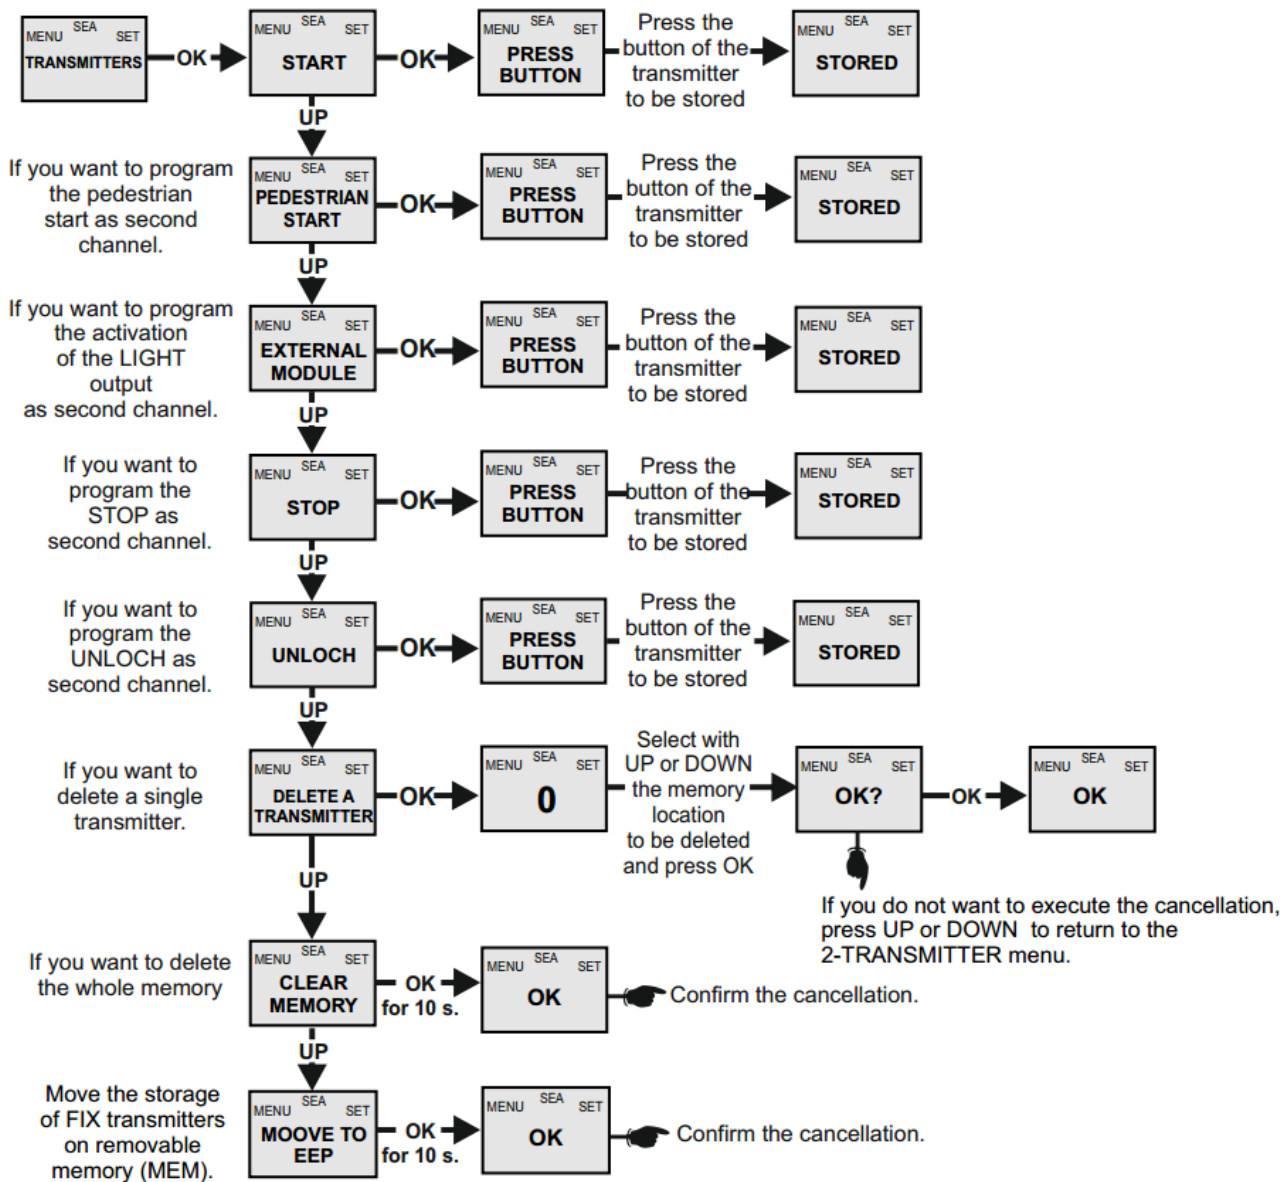 MENU SEA SET
TRANSMITTERS
OK
MENU SEA SET
START
OK
MENU SEA SET
PRESS
BUTTON
Press the
button of the
transmitter
to be stored
MENU SEA SET
STORED
UP
If you want to program
the pedestrian
start as second
channel.
MENU SEA SET
PEDESTRIAN
START
OK
MENU SEA SET
PRESS
BUTTON
Press the
button of the
transmitter
to be stored
MENU SEA SET
STORED
UP
If you want to program
the activation
of the LIGHT
output
as second channel.
MENU SEA SET
EXTERNAL
MODULE
OK
MENU SEA SET
PRESS
BUTTON
Press the
button of the
transmitter
to be stored
MENU SEA SET
STORED
UP
If you want to
program the
STOP as
second channel.
MENU SEA SET
STOP
OK
MENU SEA SET
PRESS
BUTTON
Press the
button of the
transmitter
to be stored
MENU SEA SET
STORED
UP
If you want to
program the
UNLOCH as
second channel.
MENU SEA SET
UNLOCH
OK
MENU SEA SET
PRESS
BUTTON
Press the
button of the
transmitter
to be stored
MENU SEA SET
STORED
UP
If you want to
delete a single
transmitter.
MENU SEA SET
DELETE A
TRANSMITTER
OK
MENU SEA SET
0
Select with
UP or DOWN
the memory
location
to be deleted
and press OK
MENU SEA SET
OK?
OK
MENU SEA SET
OK
If you do not want to execute the cancellation,
press UP or DOWN to return to the
2-TRANSMITTER menu.
UP
If you want to delete
the whole memory
MENU SEA SET
CLEAR
MEMORY
OK
for 10 s.
MENU SEA SET
OK
Confirm the cancellation.
UP
Move the storage
of FIX transmitters
on removable
memory (MEM).
MENU SEA SET
MOOVE TO
EEP
OK
for 10 s.
MENU SEA SET
OK
Confirm the cancellation.